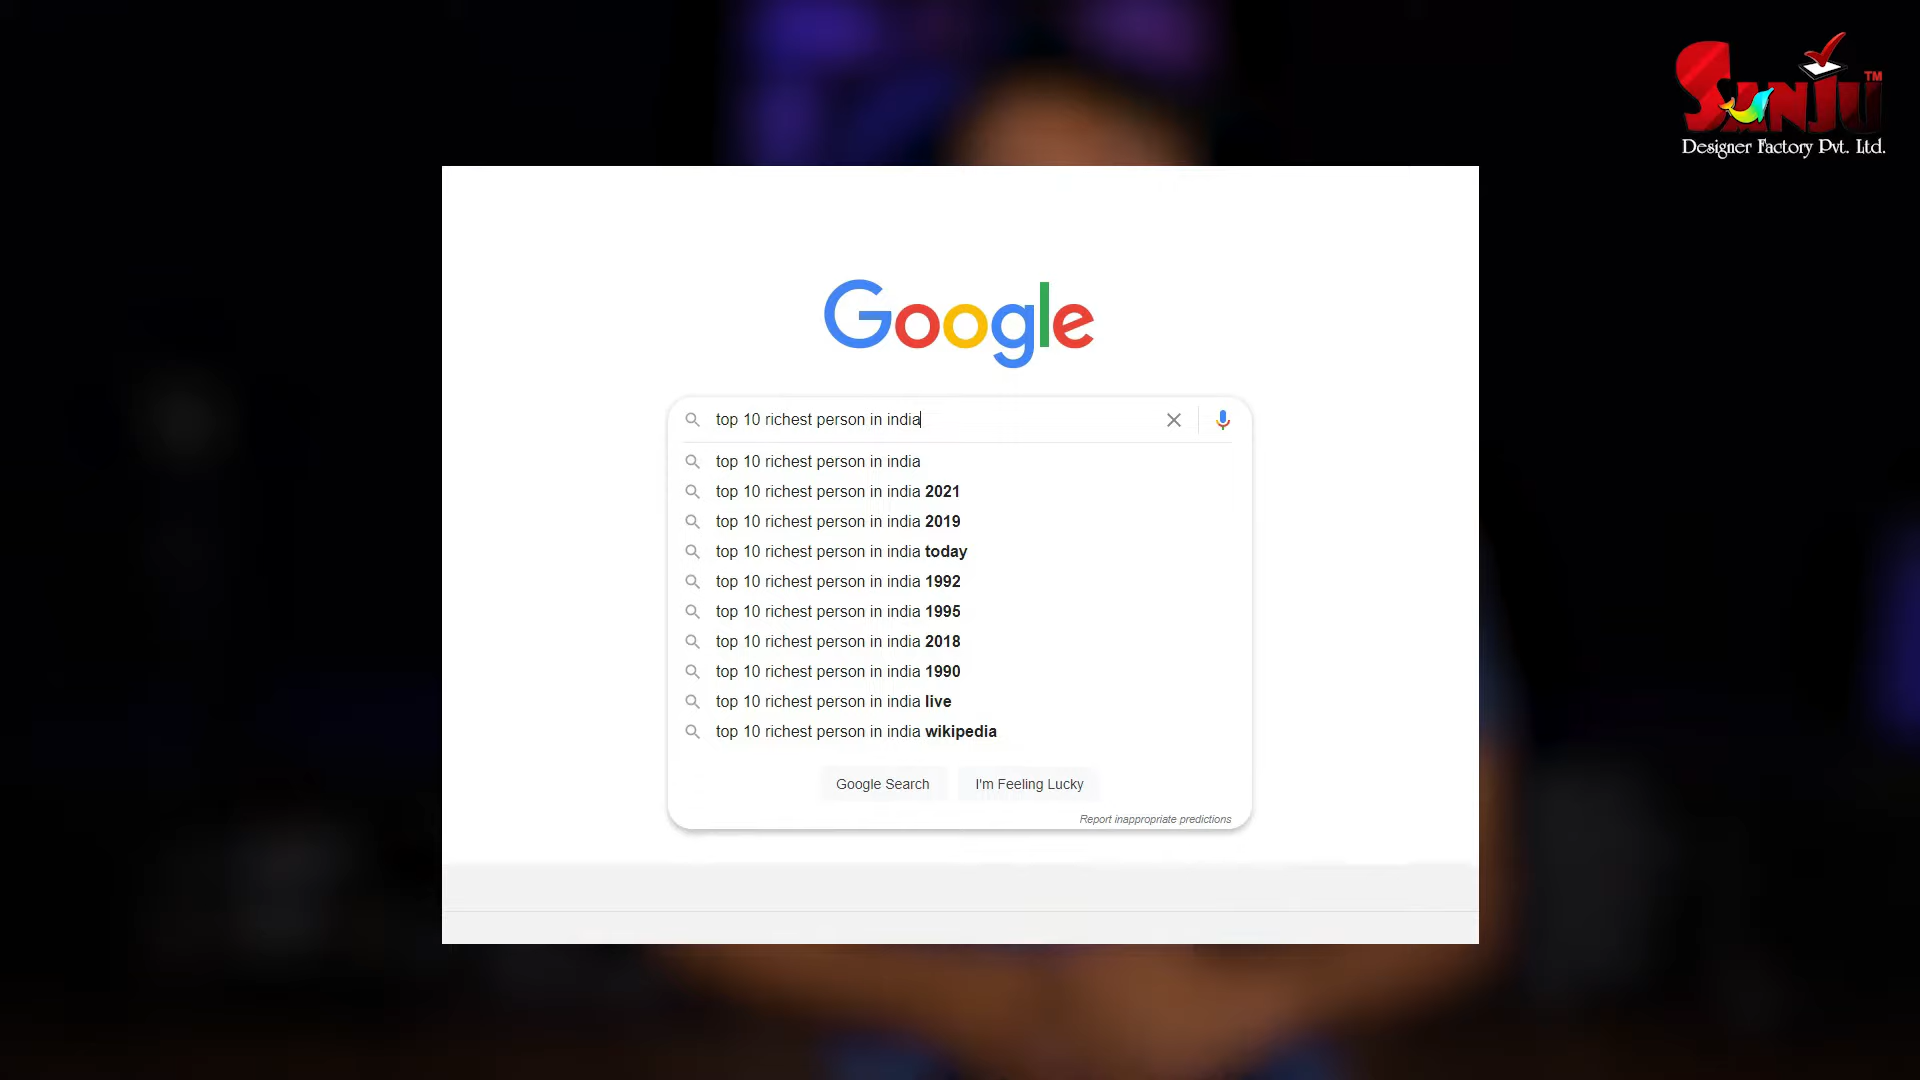 SANJU™
Designer Factory Pvt. Ltd.
Google
top 10 richest person in india
top 10 richest person in india
top 10 richest person in india 2021
top 10 richest person in india 2019
top 10 richest person in india today
top 10 richest person in india 1992
top 10 richest person in india 1995
top 10 richest person in india 2018
top 10 richest person in india 1990
top 10 richest person in india live
top 10 richest person in india wikipedia
Google Search I'm Feeling Lucky
Report inappropriate predictions